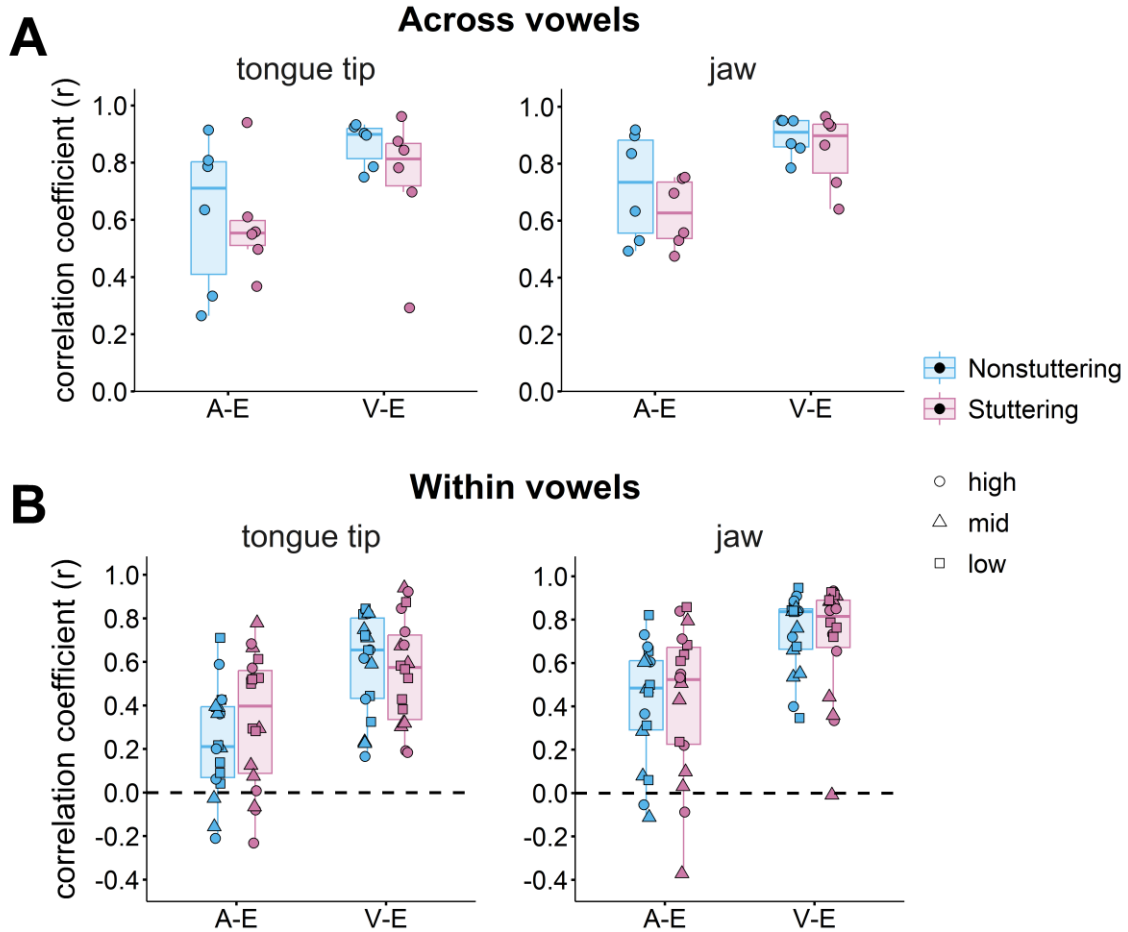 A
Across vowels
tongue tip
jaw
correlation coefficient (r)
1.0
0.8
0.6
0.4
0.2
0.0
A-E
V-E
1.0
0.8
0.6
0.4
0.2
0.0
A-E
V-E
Nonstuttering
Stuttering
high
mid
low
B
Within vowels
tongue tip
jaw
correlation coefficient (r)
1.0
0.8
0.6
0.4
0.2
0.0
-0.2
-0.4
A-E
V-E
1.0
0.8
0.6
0.4
0.2
0.0
-0.2
-0.4
A-E
V-E